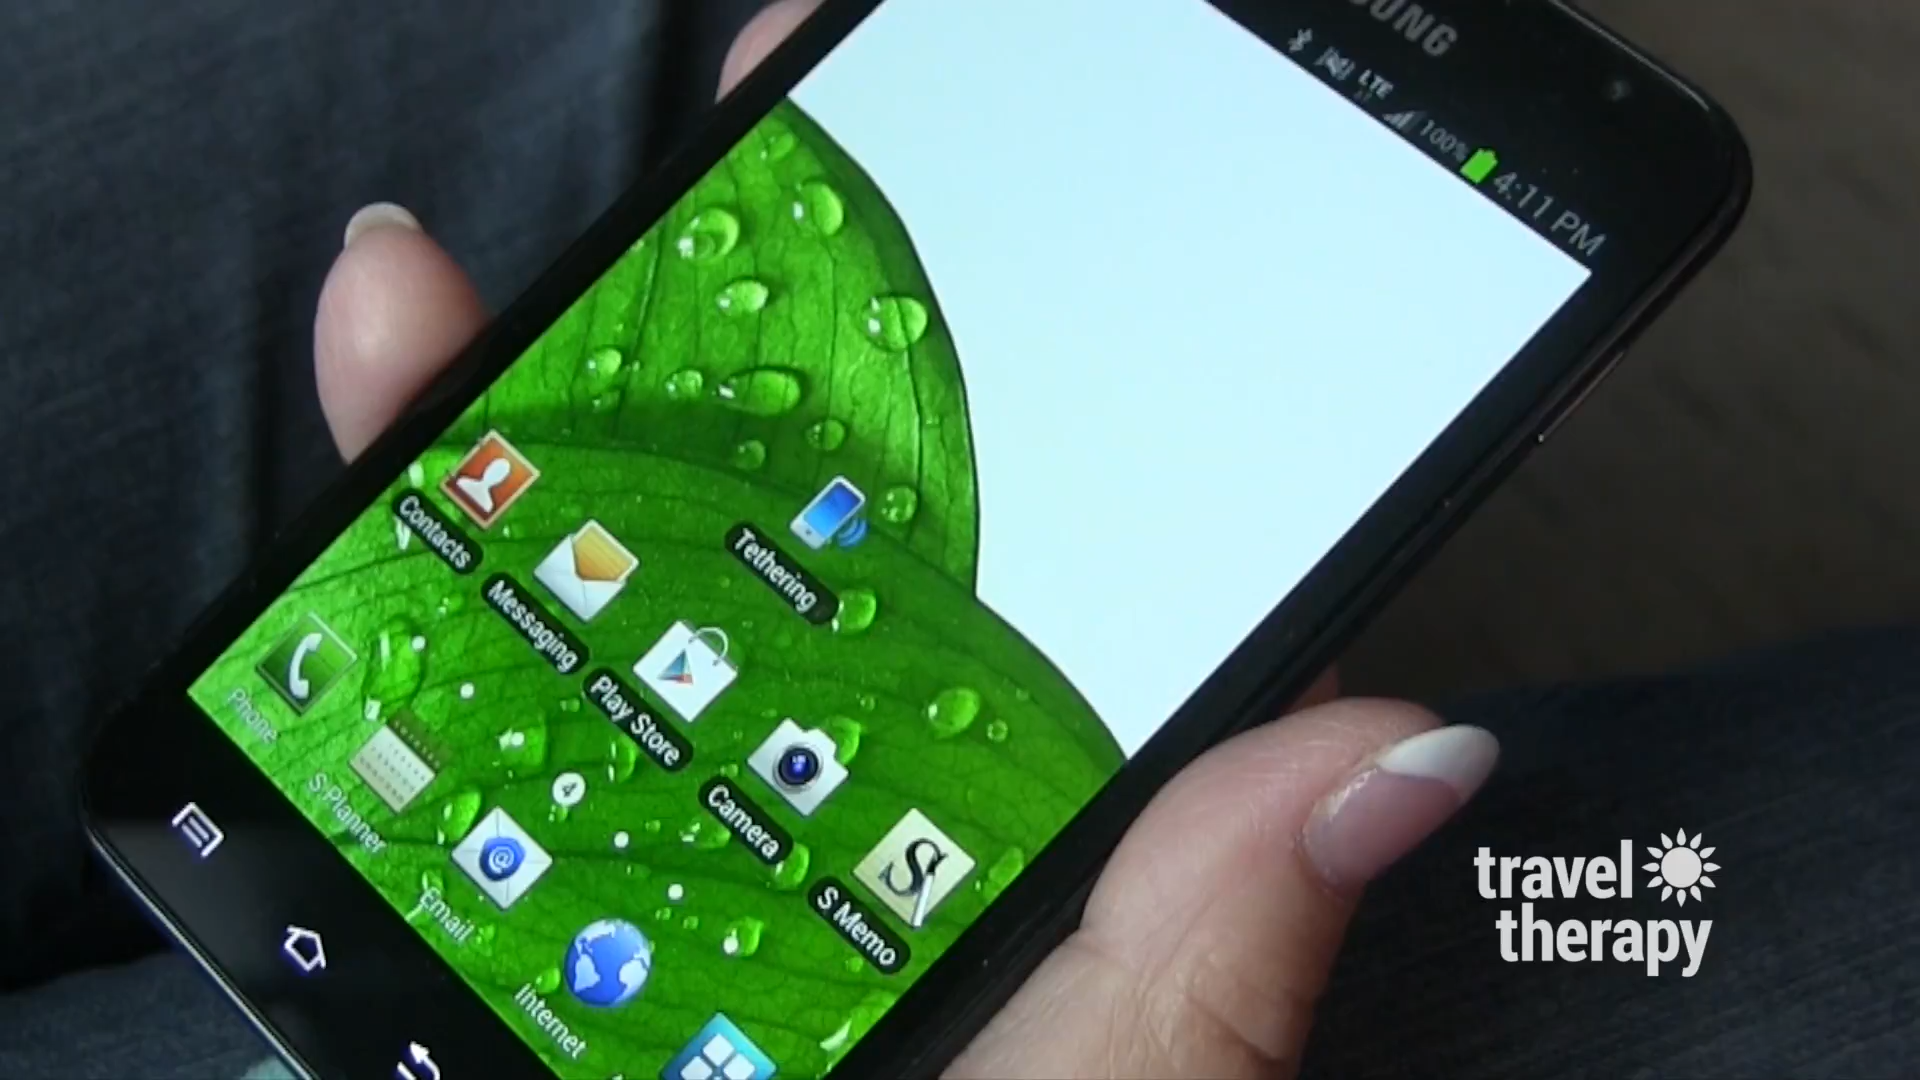 SUNG
LTE
100%
4:11 PM
Tethering
Contacts
Messaging
Play Store
Camera
S Memo
Phone
S Planner
Email
Internet
4
travel
therapy